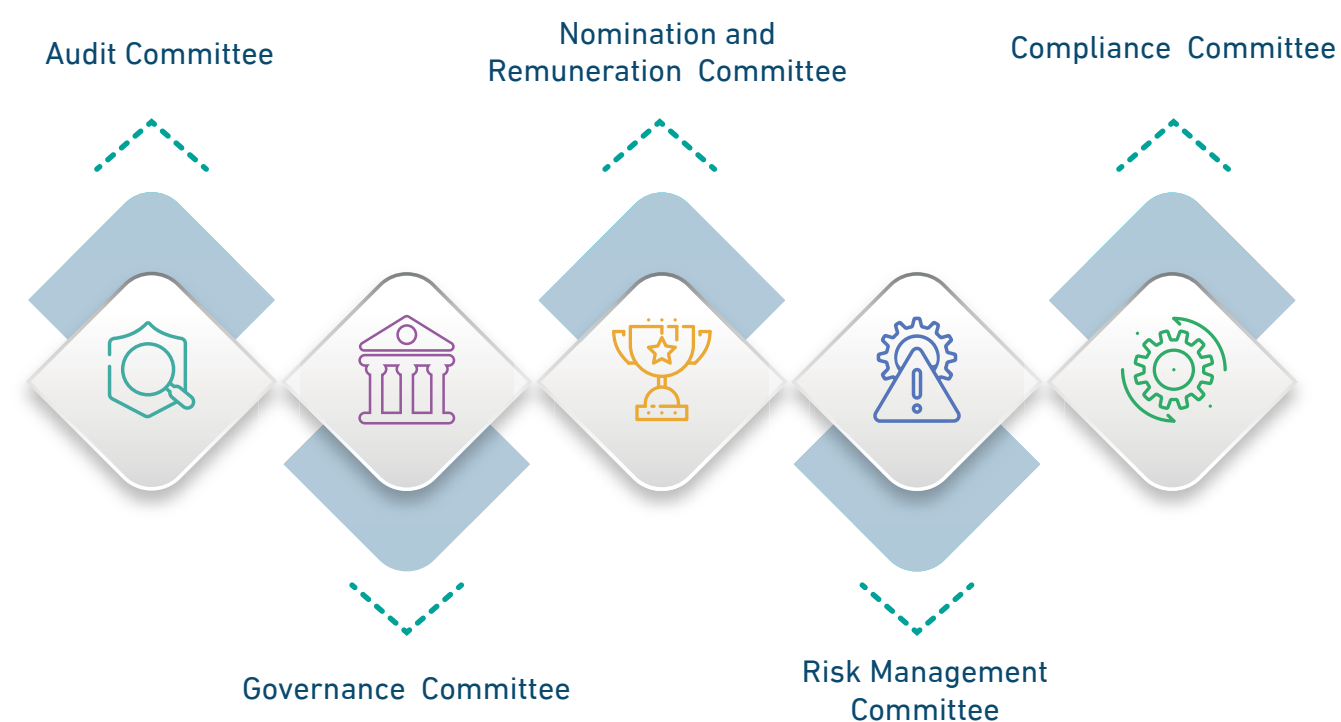 Audit Committee
Nomination and
Remuneration Committee
Compliance Committee
Governance Committee
Risk Management
Committee